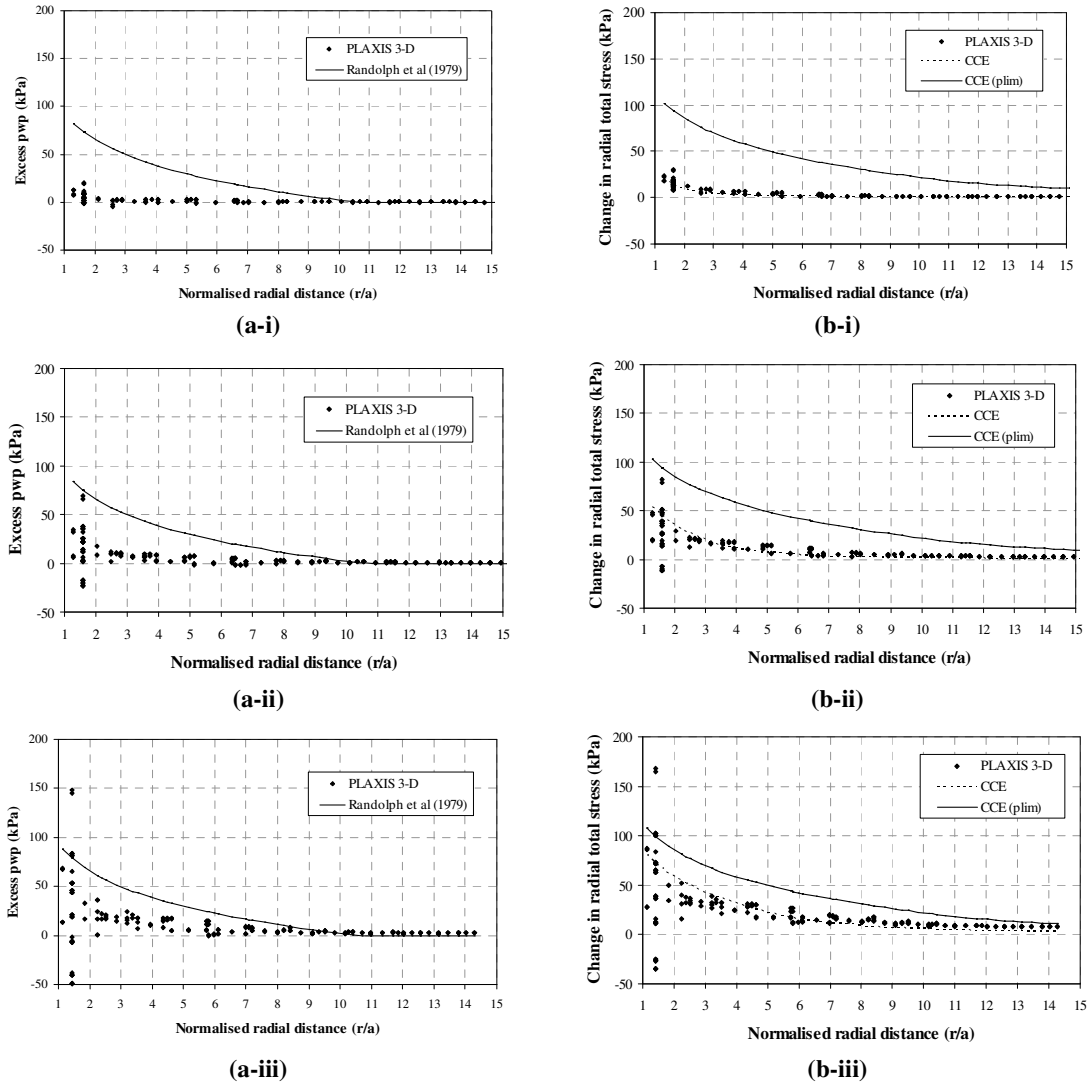 200
150
100
50
0
-50
Excess pwp (kPa)
PLAXIS 3-D
Randolph et al (1979)
1 2 3 4 5 6 7 8 9 10 11 12 13 14 15
Normalised radial distance (r/a)
(a-i)
200
150
100
50
0
-50
Change in radial total stress (kPa)
PLAXIS 3-D
CCE
CCE (plim)
1 2 3 4 5 6 7 8 9 10 11 12 13 14 15
Normalised radial distance (r/a)
(b-i)
200
150
100
50
0
-50
Excess pwp (kPa)
PLAXIS 3-D
Randolph et al (1979)
1 2 3 4 5 6 7 8 9 10 11 12 13 14 15
Normalised radial distance (r/a)
(a-ii)
200
150
100
50
0
-50
Change in radial total stress (kPa)
PLAXIS 3-D
CCE
CCE (plim)
1 2 3 4 5 6 7 8 9 10 11 12 13 14 15
Normalised radial distance (r/a)
(b-ii)
200
150
100
50
0
-50
Excess pwp (kPa)
PLAXIS 3-D
Randolph et al (1979)
1 2 3 4 5 6 7 8 9 10 11 12 13 14 15
Normalised radial distance (r/a)
(a-iii)
200
150
100
50
0
-50
Change in radial total stress (kPa)
PLAXIS 3-D
CCE
CCE (plim)
1 2 3 4 5 6 7 8 9 10 11 12 13 14 15
Normalised radial distance (r/a)
(b-iii)